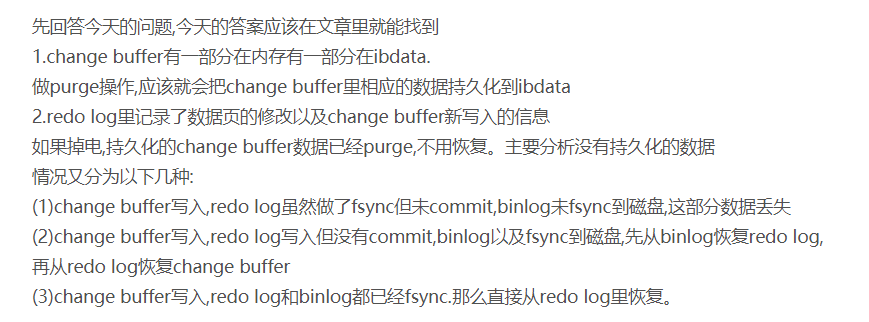 先回答今天的问题,今天的答案应该在文章里就能找到
1.change buffer有一部分在内存有一部分在ibdata.
做purge操作,应该就会把change buffer里相应的数据持久化到ibdata
2.redo log里记录了数据页的修改以及change buffer新写入的信息
如果掉电,持久化的change buffer数据已经purge,不用恢复。主要分析没有持久化的数据
情况又分为以下几种:
(1)change buffer写入,redo log虽然做了fsync但未commit,binlog未fsync到磁盘,这部分数据丢失
(2)change buffer写入,redo log写入但没有commit,binlog以及fsync到磁盘,先从binlog恢复redo log,
再从redo log恢复change buffer
(3)change buffer写入,redo log和binlog都已经fsync.那么直接从redo log里恢复。